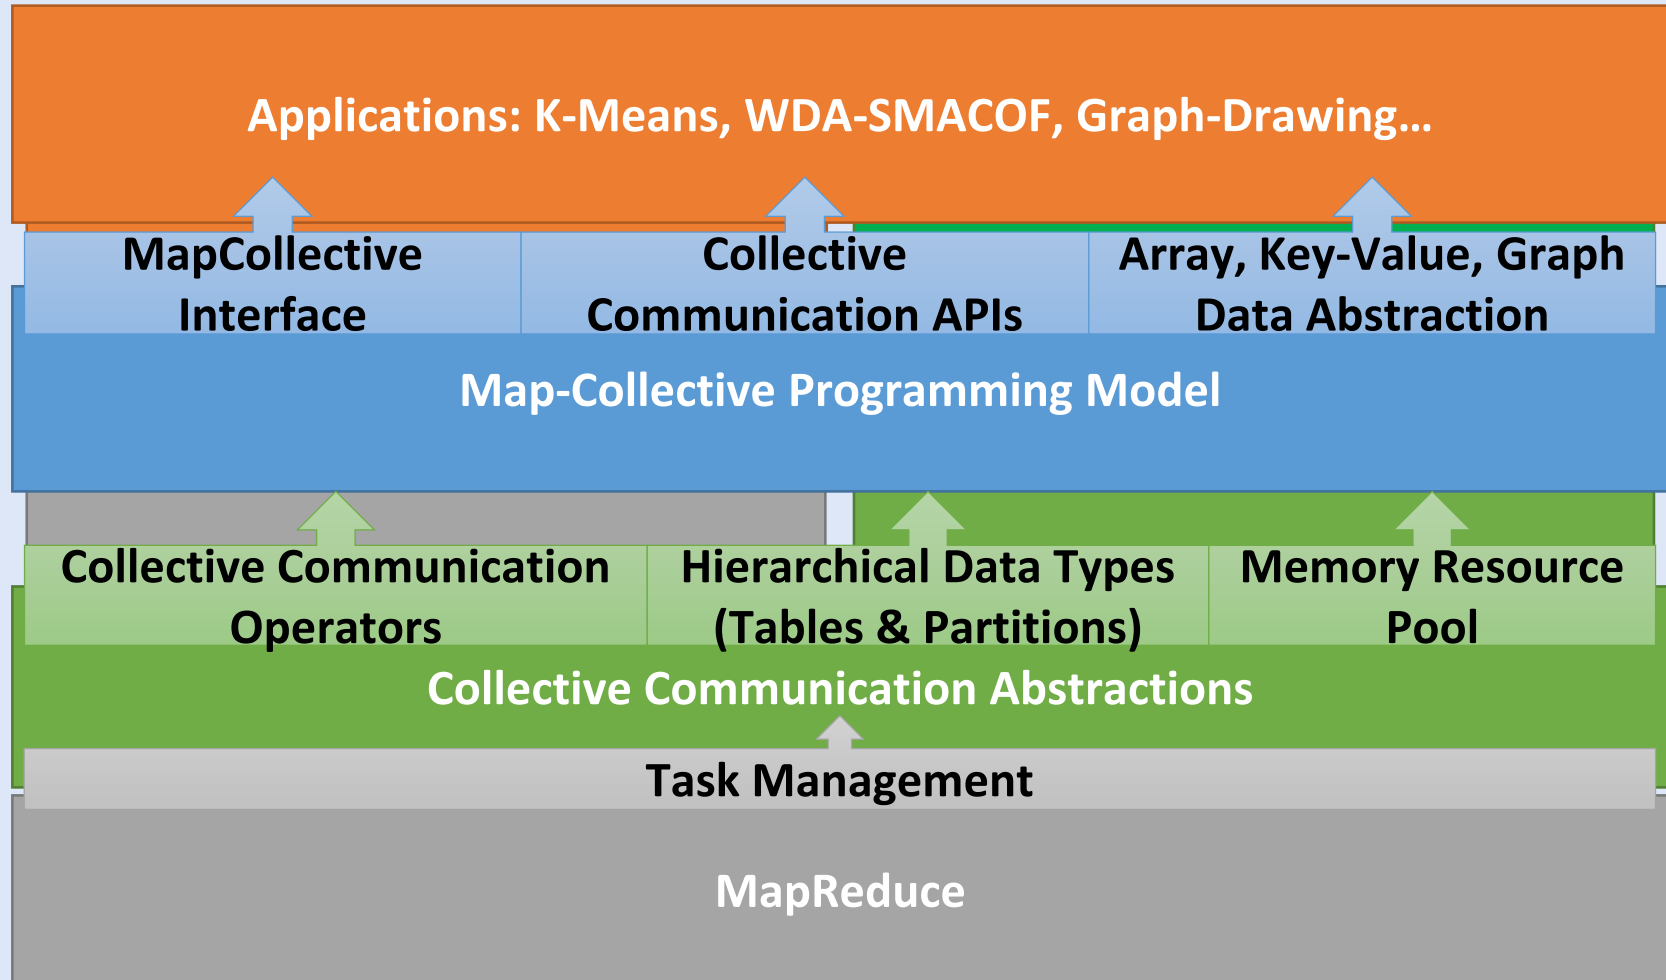 Applications: K-Means, WDA-SMACOF, Graph-Drawing…
MapCollective
Interface
Collective
Communication APIs
Array, Key-Value, Graph
Data Abstraction
Map-Collective Programming Model
Collective Communication
Operators
Hierarchical Data Types
(Tables & Partitions)
Memory Resource
Pool
Collective Communication Abstractions
Task Management
MapReduce